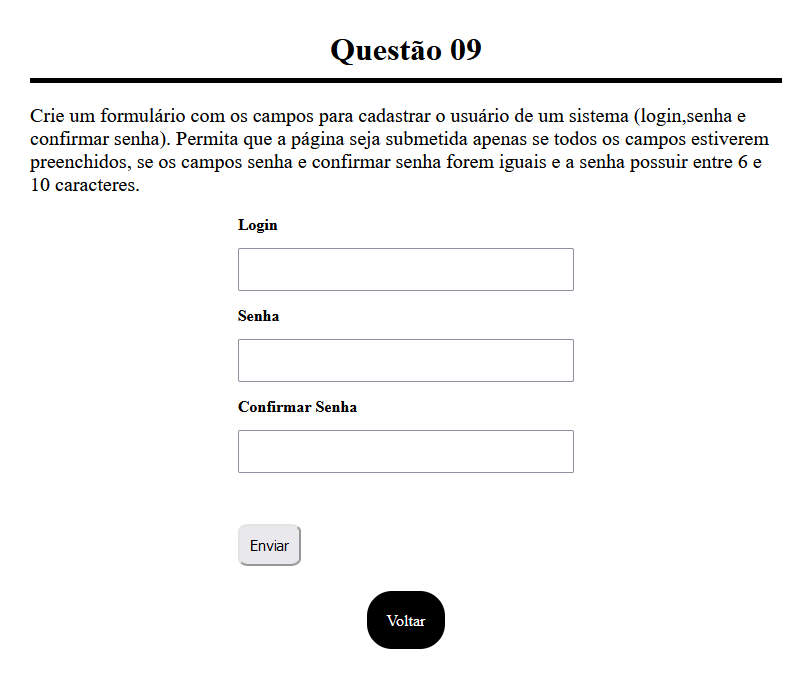 Questão 09
Crie um formulário com os campos para cadastrar o usuário de um sistema (login,senha e
confirmar senha). Permita que a página seja submetida apenas se todos os campos estiverem
preenchidos, se os campos senha e confirmar senha forem iguais e a senha possuir entre 6 e
10 caracteres.
Login
Senha
Confirmar Senha
Enviar
Voltar